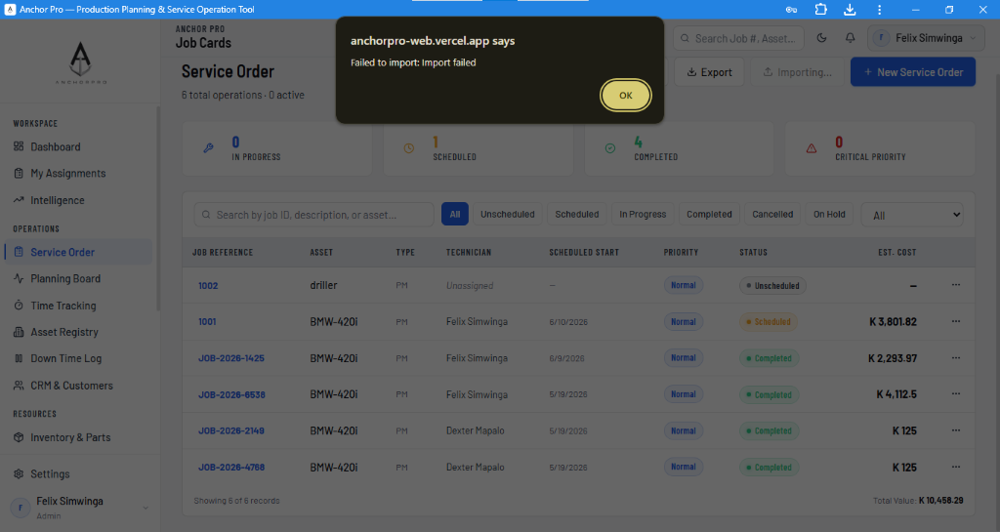 Anchor Pro — Production Planning & Service Operation Tool
ANCHORPRO
WORKSPACE
Dashboard
My Assignments
Intelligence
OPERATIONS
Service Order
Planning Board
Time Tracking
Asset Registry
Down Time Log
CRM & Customers
RESOURCES
Inventory & Parts
Settings
F
Felix Simwinga
Admin
ANCHOR PRO
Job Cards
Search Job #, Asset...
F
Felix Simwinga
anchorpro-web.vercel.app says
Failed to import: Import failed
OK
Service Order
6 total operations · 0 active
Export
Importing...
+ New Service Order
0
IN PROGRESS
1
SCHEDULED
4
COMPLETED
0
CRITICAL PRIORITY
Search by job ID, description, or asset...
All
Unscheduled
Scheduled
In Progress
Completed
Cancelled
On Hold
All
JOB REFERENCE ASSET TYPE TECHNICIAN SCHEDULED START PRIORITY STATUS EST. COST
1002 driller PM Unassigned — Normal Unscheduled — ...
1001 BMW-420i PM Felix Simwinga 6/10/2026 Normal Scheduled K 3,801.82 ...
JOB-2026-1425 BMW-420i PM Felix Simwinga 6/9/2026 Normal Completed K 2,293.97 ...
JOB-2026-6538 BMW-420i PM Felix Simwinga 5/19/2026 Normal Completed K 4,112.5 ...
JOB-2026-2149 BMW-420i PM Dexter Mapalo 5/19/2026 Normal Completed K 125 ...
JOB-2026-4768 BMW-420i PM Dexter Mapalo 5/19/2026 Normal Completed K 125 ...
Showing 6 of 6 records
Total Value: K 10,458.29